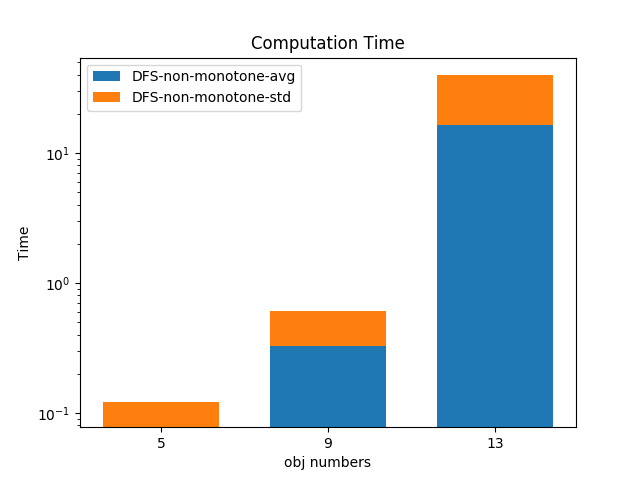 Computation Time
DFS-non-monotone-avg
DFS-non-monotone-std
10¹
10⁰
10⁻¹
Time
5 9 13
obj numbers